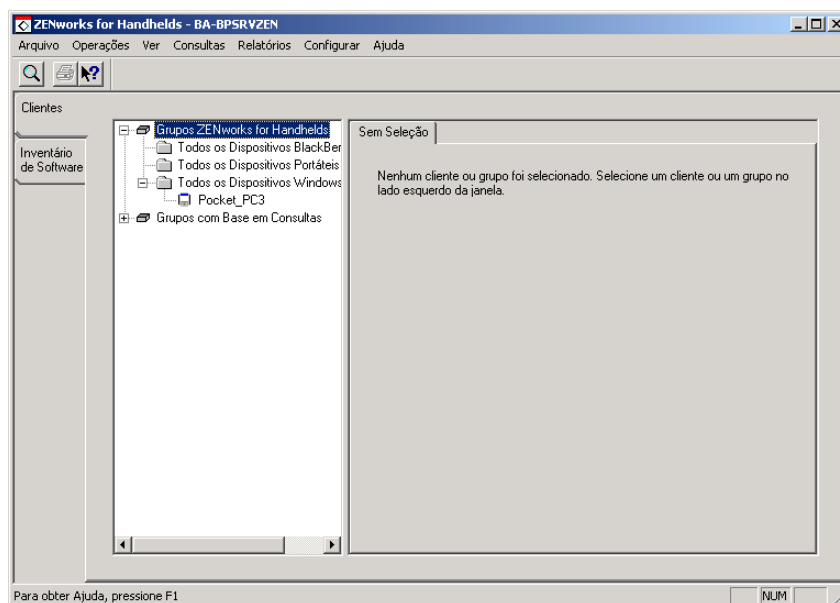 ZENworks for Handhelds - BA-BPSRVZEN
Arquivo Operações Ver Consultas Relatórios Configurar Ajuda
Clientes
Inventário
de Software
Grupos ZENworks for Handhelds
Todos os Dispositivos BlackBer
Todos os Dispositivos Portáteis
Todos os Dispositivos Windows
Pocket_PC3
Grupos com Base em Consultas
Sem Seleção
Nenhum cliente ou grupo foi selecionado. Selecione um cliente ou um grupo no
lado esquerdo da janela.
Para obter Ajuda, pressione F1
NUM